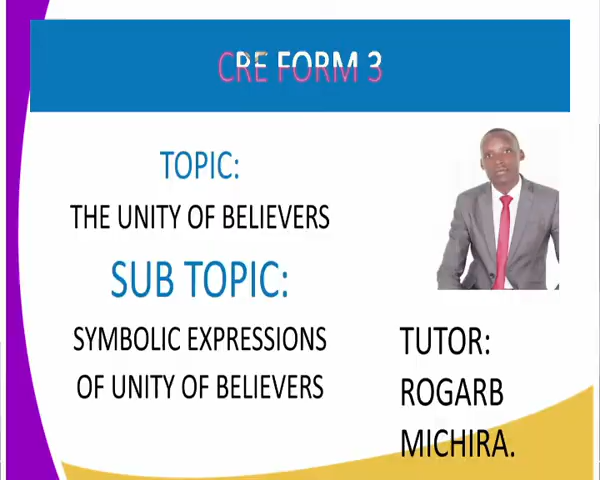 CRE FORM 3
TOPIC:
THE UNITY OF BELIEVERS
SUB TOPIC:
SYMBOLIC EXPRESSIONS
OF UNITY OF BELIEVERS
TUTOR:
ROGARB
MICHIRA.